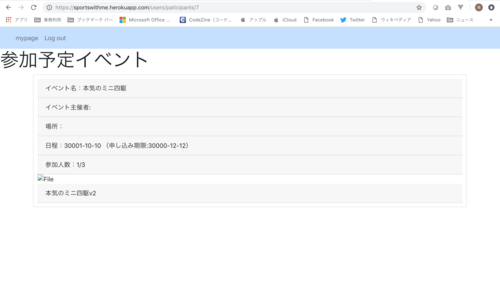 https://sportswithme.herokuapp.com/users/paticipants/7
アプリ
ブックマーク バー
Microsoft Office ...
CodeZine（コード...
アップル
iCloud
Facebook
Twitter
ウィキペディア
Yahoo
ニュース
mypage Log out
参加予定イベント
イベント名：本気のミニ四駆
イベント主催者:
場所：
日程：30001-10-10 （申し込み期限:30000-12-12）
参加人数：1/3
File
本気のミニ四駆v2